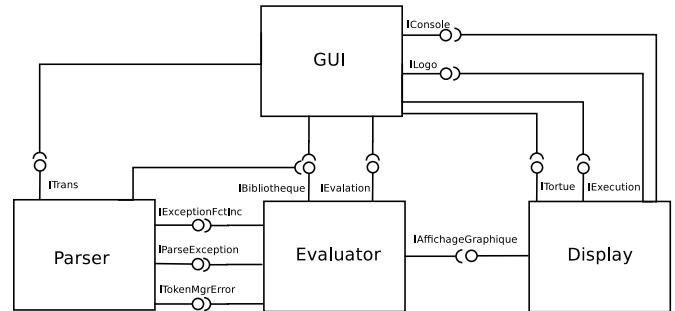 IConsole
GUI
ILogo
ITrans
IBibliotheque
IEvalation
ITortue
IExecution
IExceptionFctInc
IParseException
ITokenMgrError
Parser
Evaluator
IAffichageGraphique
Display